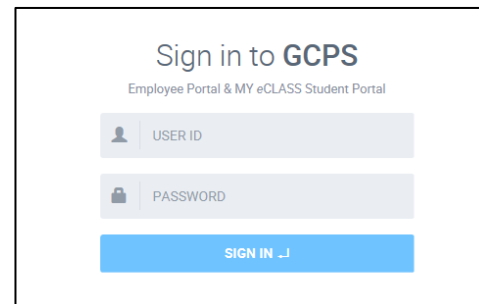 Sign in to GCPS
Employee Portal & MY eCLASS Student Portal
USER ID
PASSWORD
SIGN IN